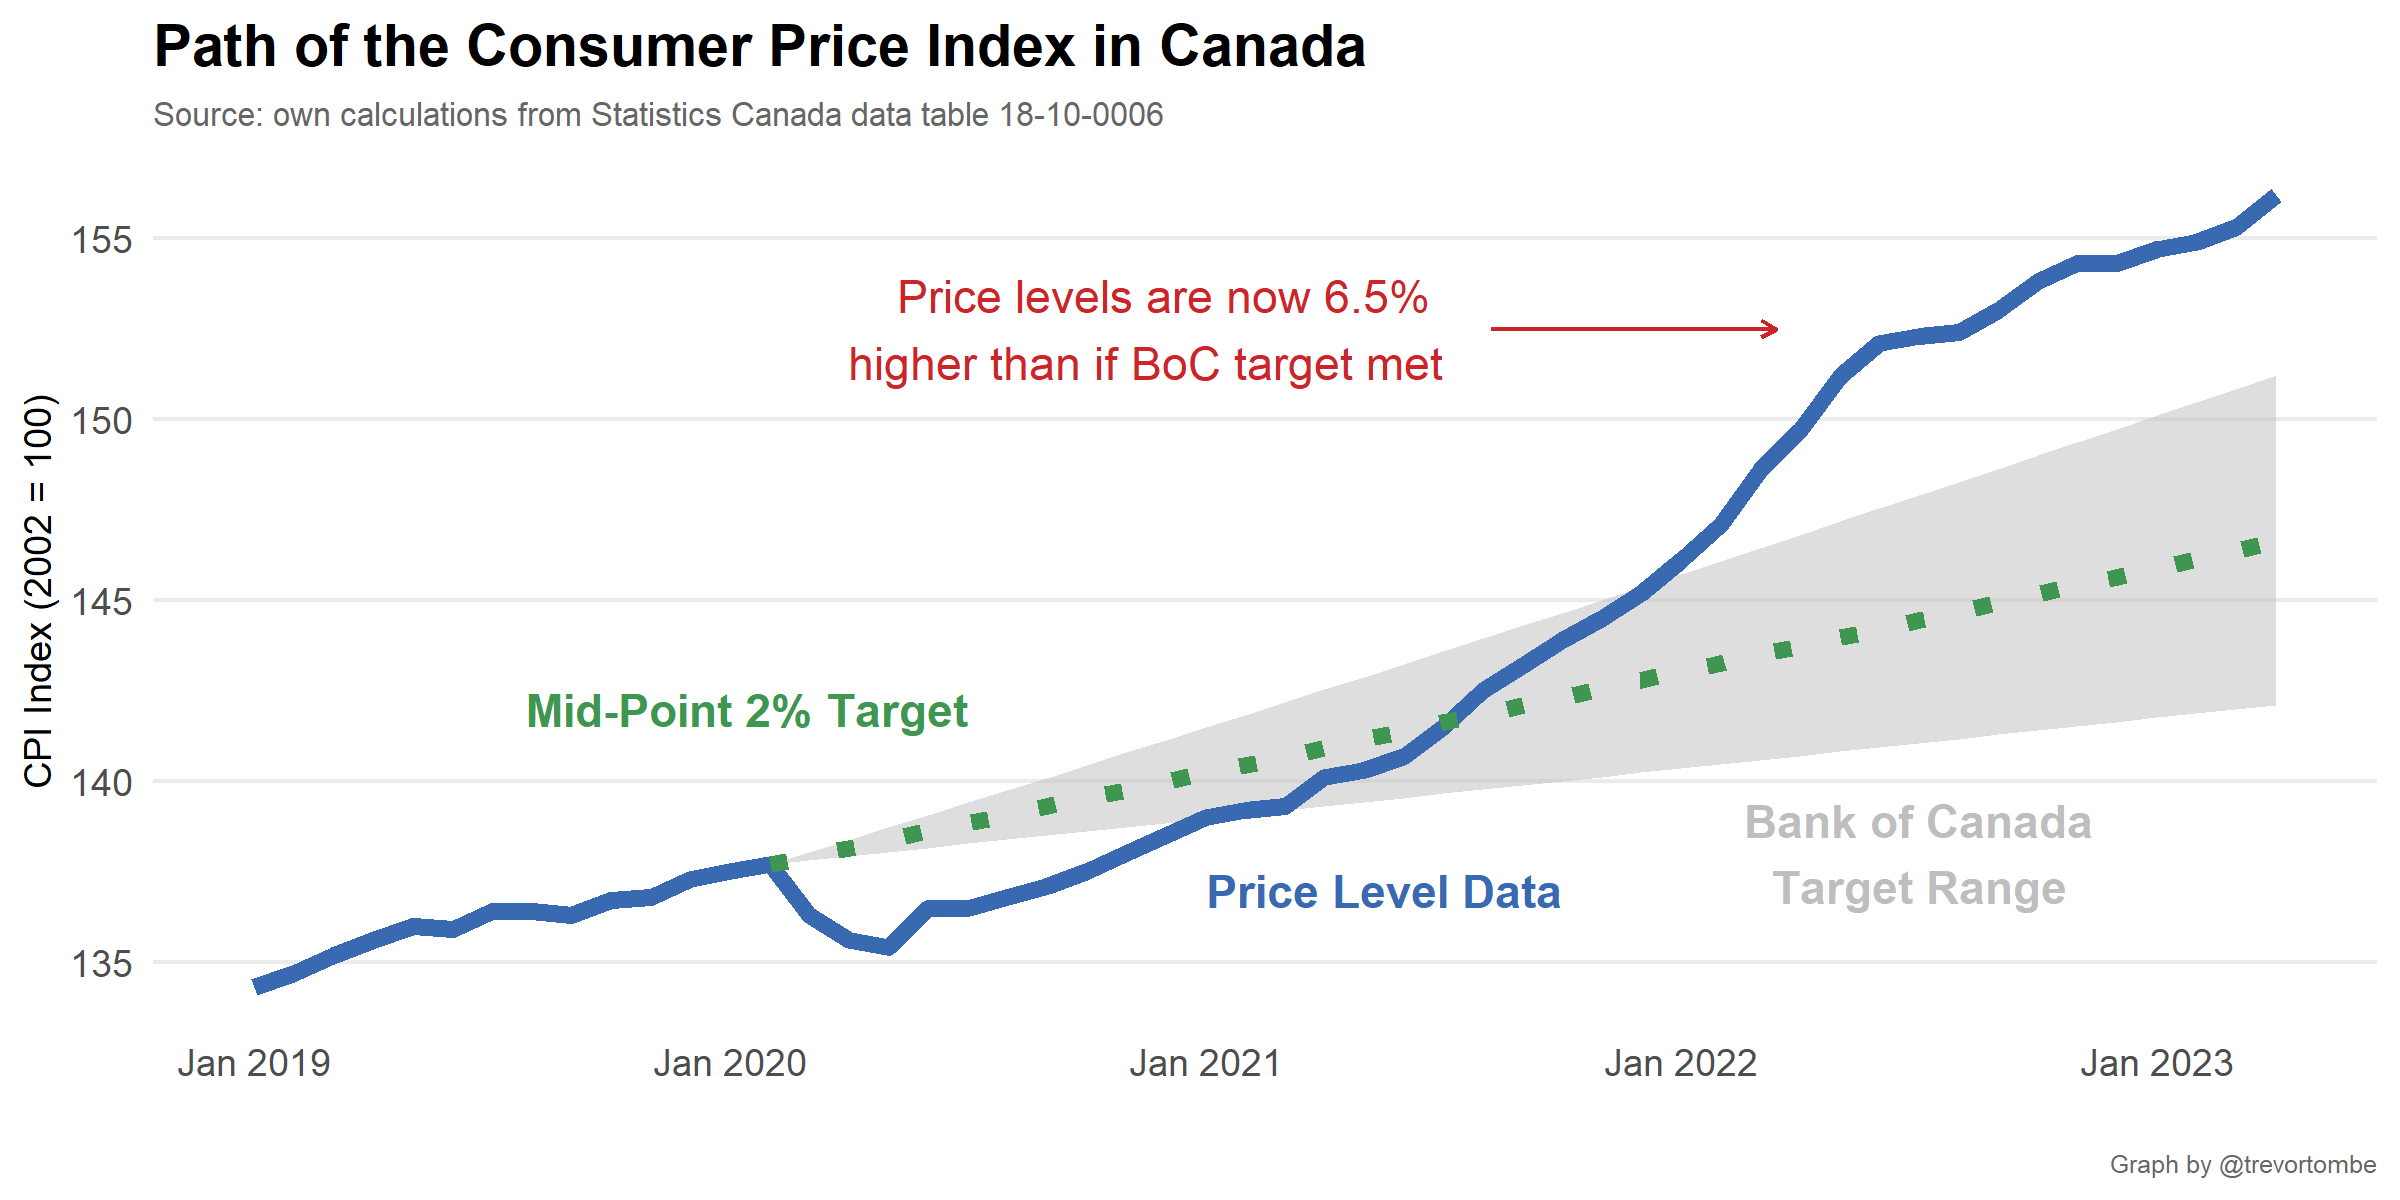 Path of the Consumer Price Index in Canada
Source: own calculations from Statistics Canada data table 18-10-0006
CPI Index (2002 = 100)
155
150
145
140
135
Price levels are now 6.5%
higher than if BoC target met
Mid-Point 2% Target
Price Level Data
Bank of Canada
Target Range
Jan 2019
Jan 2020
Jan 2021
Jan 2022
Jan 2023
Graph by @trevortombe